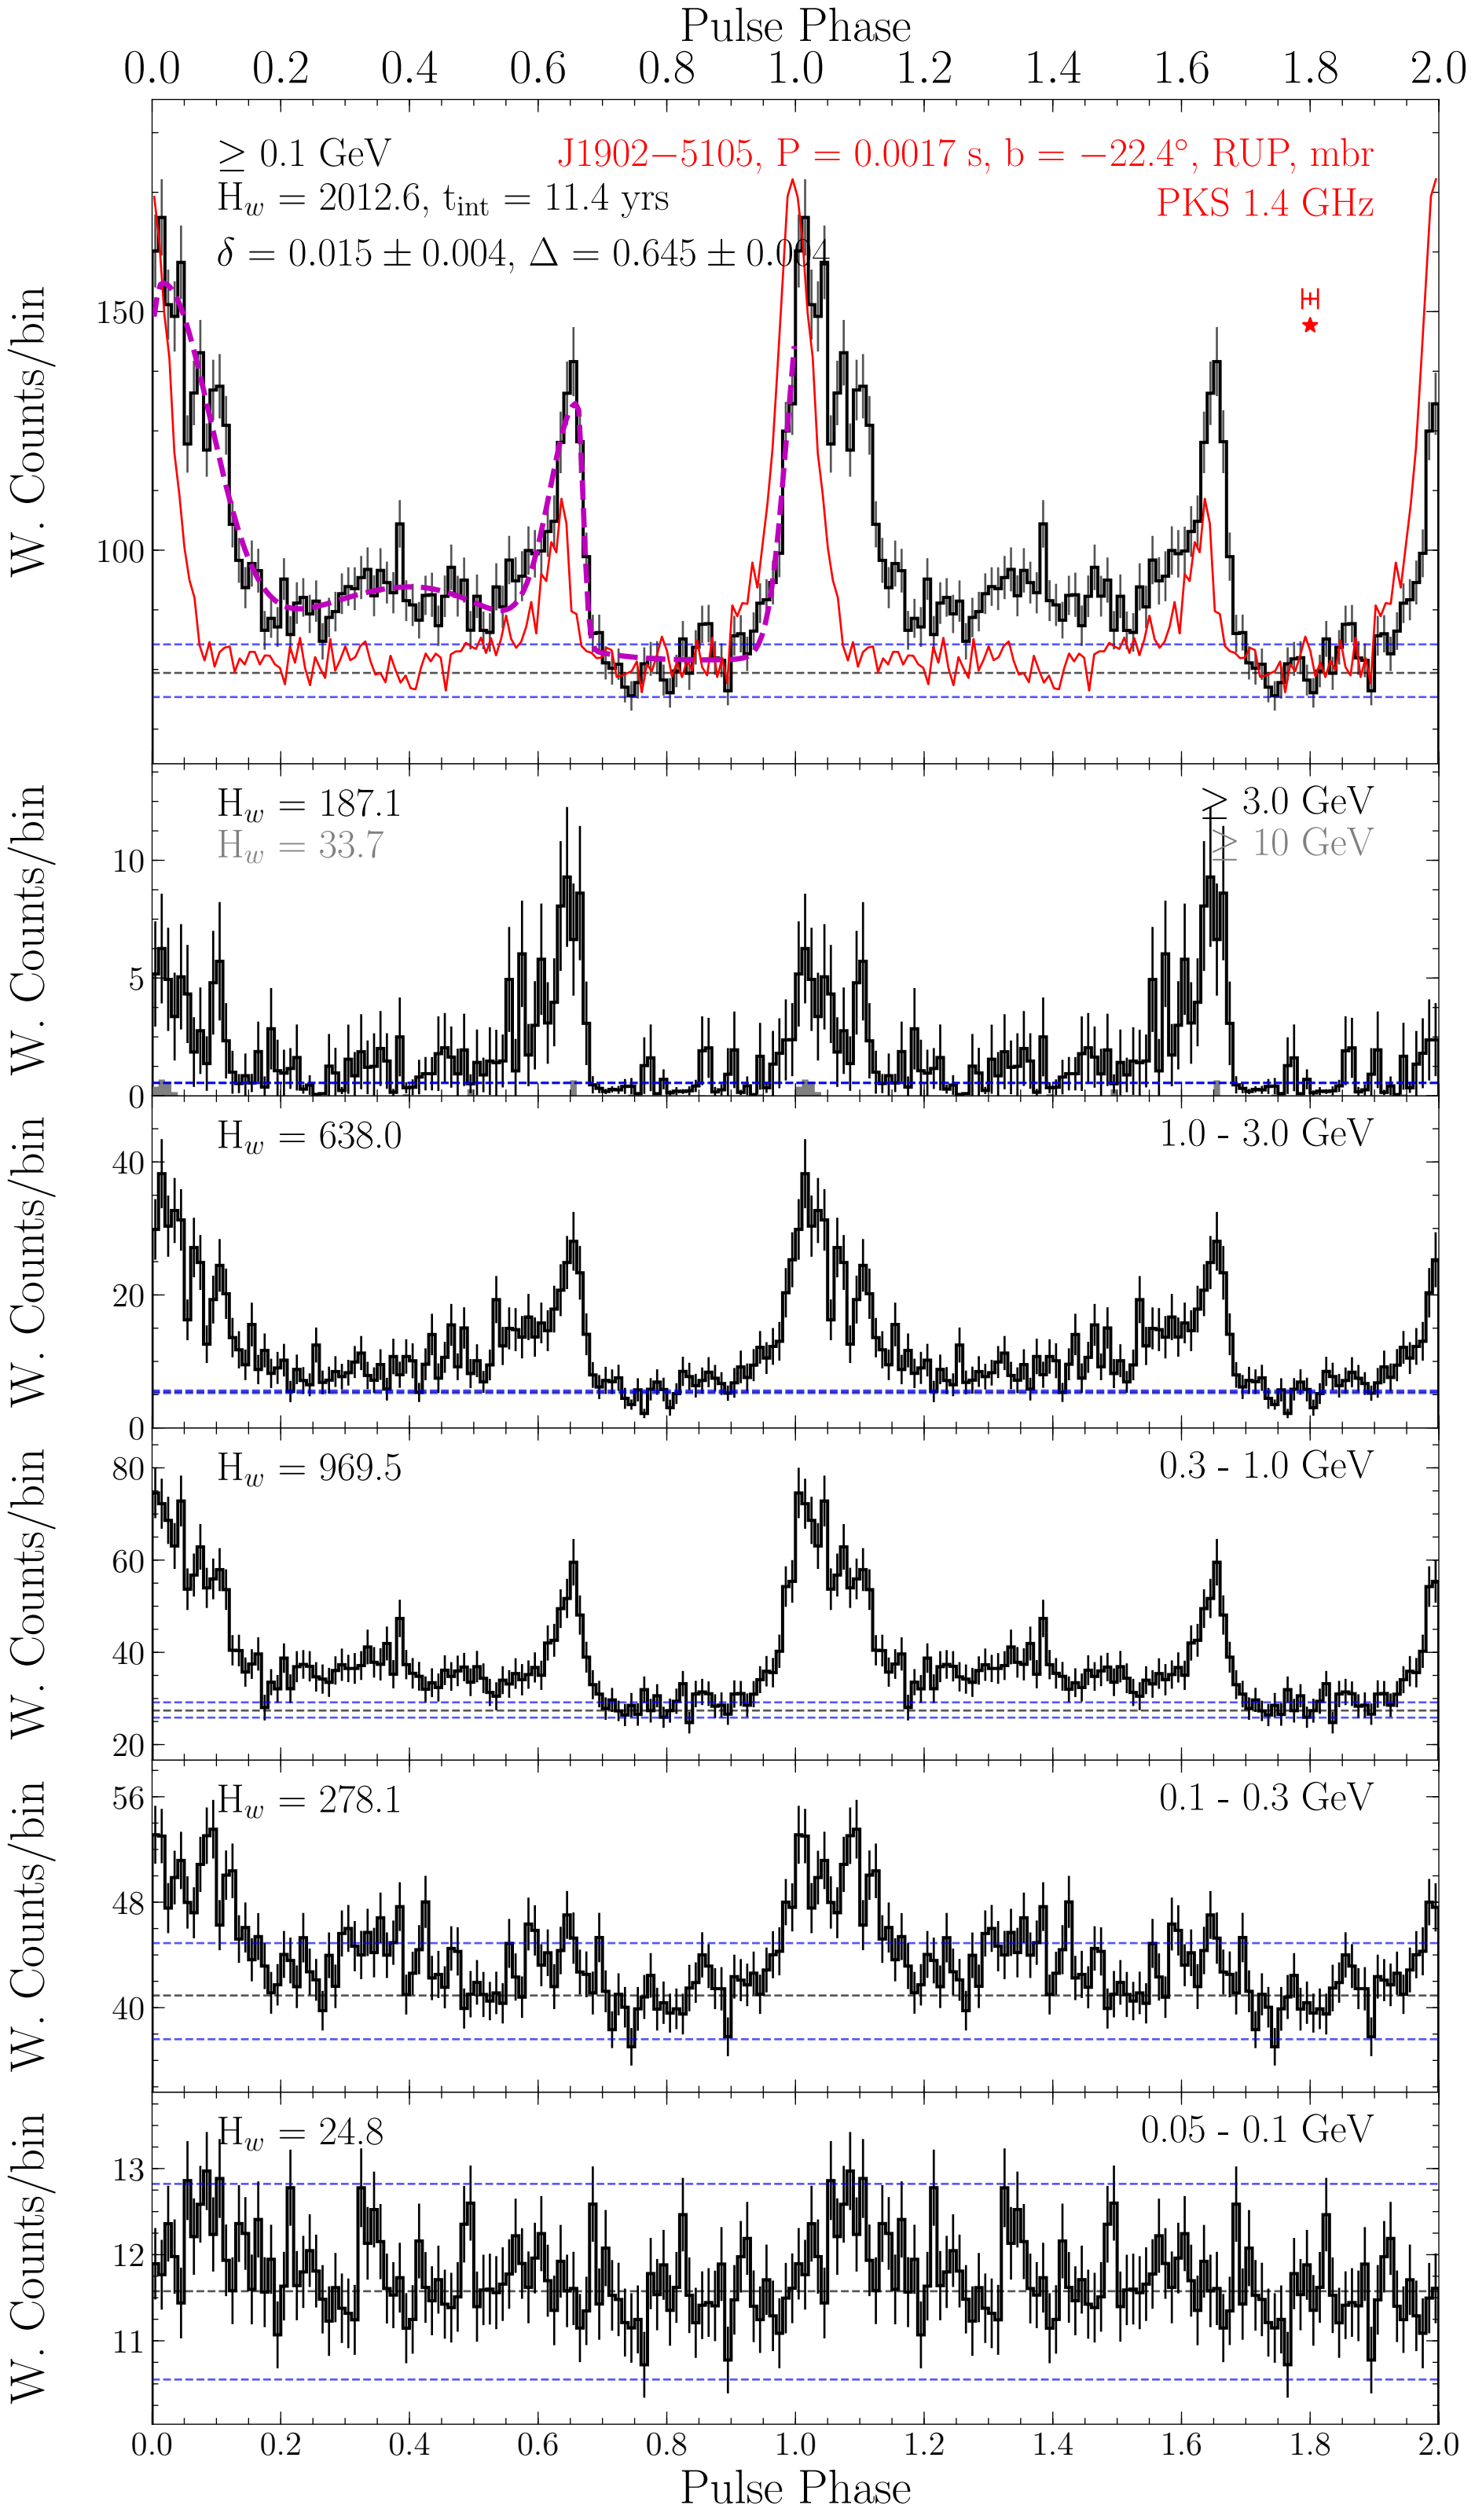 Pulse Phase
0.0 0.2 0.4 0.6 0.8 1.0 1.2 1.4 1.6 1.8 2.0
≥ 0.1 GeV
J1902−5105, P = 0.0017 s, b = −22.4°, RUP, mbr
H_w = 2012.6, t_int = 11.4 yrs
PKS 1.4 GHz
δ = 0.015 ± 0.004, Δ = 0.645 ± 0.004
W. Counts/bin
150
100
H_w = 187.1
≥ 3.0 GeV
H_w = 33.7
≥ 10 GeV
W. Counts/bin
10
5
0
H_w = 638.0
1.0 - 3.0 GeV
W. Counts/bin
40
20
0
H_w = 969.5
0.3 - 1.0 GeV
W. Counts/bin
80
60
40
20
H_w = 278.1
0.1 - 0.3 GeV
W. Counts/bin
56
48
40
H_w = 24.8
0.05 - 0.1 GeV
W. Counts/bin
13
12
11
0.0 0.2 0.4 0.6 0.8 1.0 1.2 1.4 1.6 1.8 2.0
Pulse Phase